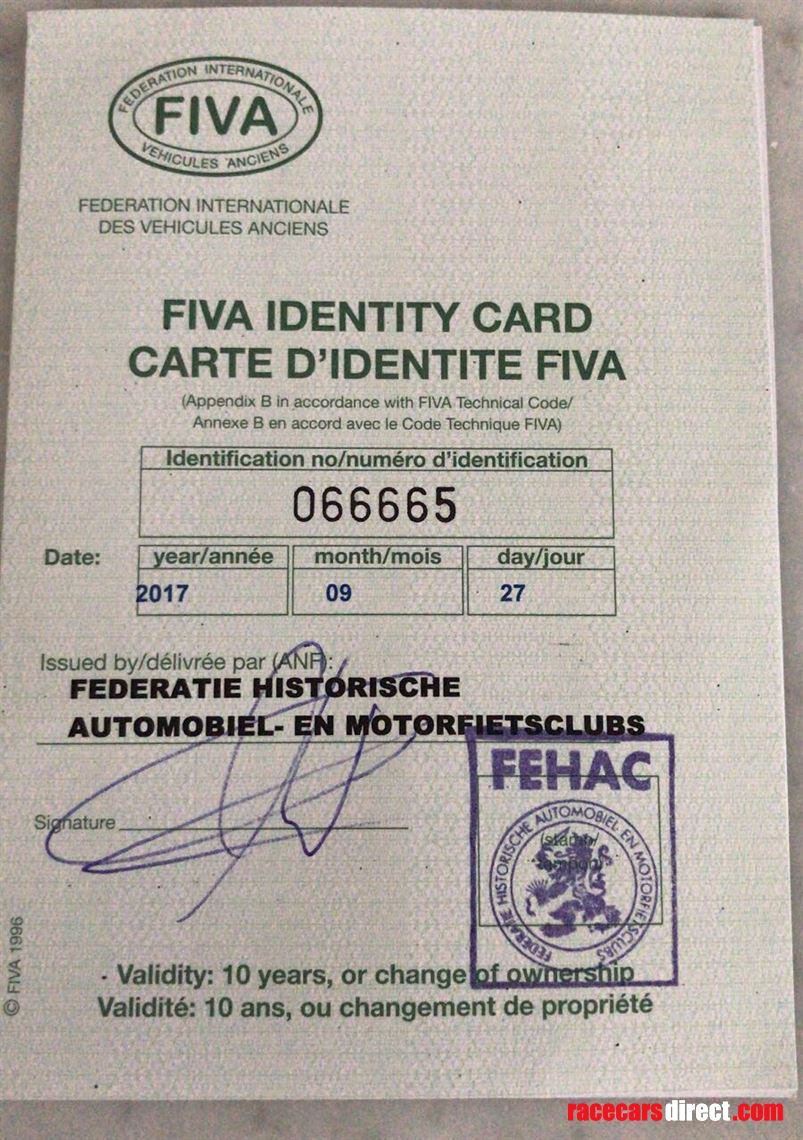 FEDERATION INTERNATIONALE
FIVA
VEHICULES ANCIENS
FEDERATION INTERNATIONALE
DES VEHICULES ANCIENS
FIVA IDENTITY CARD
CARTE D'IDENTITE FIVA
(Appendix B in accordance with FIVA Technical Code/
Annexe B en accord avec le Code Technique FIVA)
Identification no/numéro d'identification
066665
Date: year/année month/mois day/jour
2017 09 27
Issued by/délivrée par (ANF):
FEDERATIE HISTORISCHE
AUTOMOBIEL- EN MOTORFIETSCLUBS
FEHAC
Signature
(stamp/
tampon)
FEDERATIE HISTORISCHE AUTOMOBIEL EN MOTORFIETSCLUBS
Validity: 10 years, or change of ownership
Validité: 10 ans, ou changement de propriété
© FIVA 1996
racecarsdirect.com